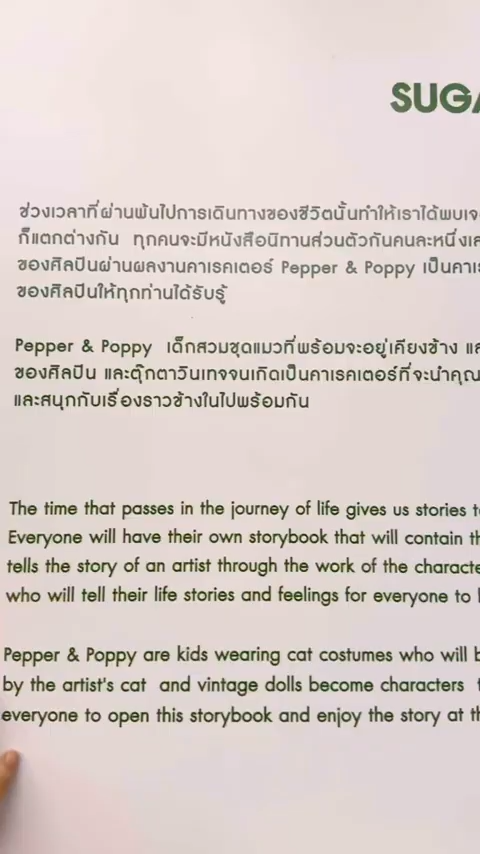 SUGA
ช่วงเวลาที่ผ่านพ้นไปการเดินทางของชีวิตนั้นทำให้เราได้พบเจ
ก็แตกต่างกัน ทุกคนจะมีหนังสือนิทานส่วนตัวกันคนละหนึ่งเล
ของศิลปินผ่านผลงานคาเรคเตอร์ Pepper & Poppy เป็นคาเ
ของศิลปินให้ทุกท่านได้รับรู้
Pepper & Poppy เด็กสวมชุดแมวที่พร้อมจะอยู่เคียงข้าง แล
ของศิลปิน และตุ๊กตาวินเทจจนเกิดเป็นคาเรคเตอร์ที่จะนำคุณ
และสนุกกับเรื่องราวข้างในไปพร้อมกัน
The time that passes in the journey of life gives us stories t
Everyone will have their own storybook that will contain th
tells the story of an artist through the work of the characte
who will tell their life stories and feelings for everyone to
Pepper & Poppy are kids wearing cat costumes who will b
by the artist's cat and vintage dolls become characters t
everyone to open this storybook and enjoy the story at th